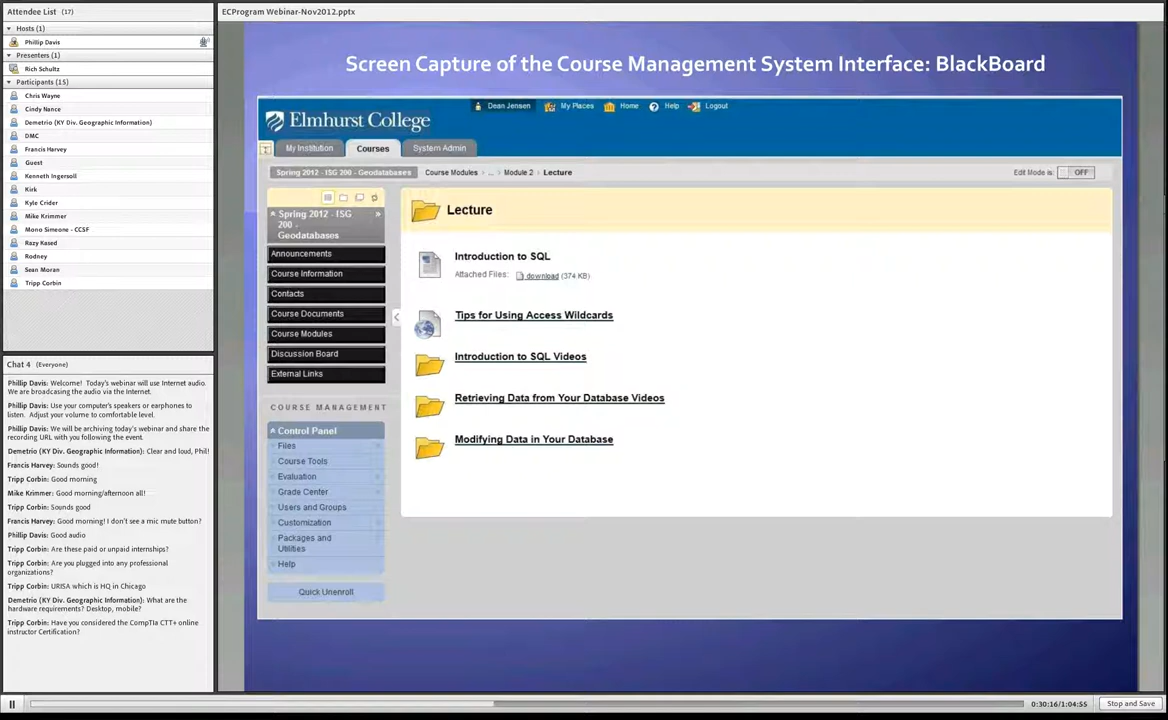 Attendee List (17)
Hosts (1)
Phillip Davis
Presenters (1)
Rich Schultz
Participants (15)
Chris Wayne
Cindy Nance
Demetrio (KY Div. Geographic Information)
DMC
Francis Harvey
Guest
Kenneth Ingersoll
Kirk
Kyle Crider
Mike Krimmer
Mono Simeone - CCSF
Razy Kased
Rodney
Sean Moran
Tripp Corbin
Chat 4 (Everyone)
Phillip Davis: Welcome! Today's webinar will use Internet audio.
We are broadcasting the audio via the Internet.
Phillip Davis: Use your computer's speakers or earphones to
listen. Adjust your volume to comfortable level.
Phillip Davis: We will be archiving today's webinar and share the
recording URL with you following the event.
Demetrio (KY Div. Geographic Information): Clear and loud, Phil!
Francis Harvey: Sounds good!
Tripp Corbin: Good morning
Mike Krimmer: Good morning/afternoon all!
Tripp Corbin: Sounds good
Francis Harvey: Good morning! I don't see a mic mute button?
Phillip Davis: Good audio
Tripp Corbin: Are these paid or unpaid internships?
Tripp Corbin: Are you plugged into any professional
organizations?
Tripp Corbin: URISA which is HQ in Chicago
Demetrio (KY Div. Geographic Information): What are the
hardware requirements? Desktop, mobile?
Tripp Corbin: Have you considered the CompTIa CTT+ online
instructor Certification?
ECProgram Webinar-Nov2012.pptx
Screen Capture of the Course Management System Interface: BlackBoard
Dean Jensen My Places Home Help Logout
Elmhurst College
My Institution Courses System Admin
Spring 2012 - ISG 200 - Geodatabases Course Modules > ... > Module 2 > Lecture Edit Mode is: OFF
Spring 2012 - ISG
200 -
Geodatabases
Announcements
Course Information
Contacts
Course Documents
Course Modules
Discussion Board
External Links
COURSE MANAGEMENT
Control Panel
Files
Course Tools
Evaluation
Grade Center
Users and Groups
Customization
Packages and
Utilities
Help
Quick Unenroll
Lecture
Introduction to SQL
Attached Files: download (374 KB)
Tips for Using Access Wildcards
Introduction to SQL Videos
Retrieving Data from Your Database Videos
Modifying Data in Your Database
0:30:16/1:04:55 Stop and Save